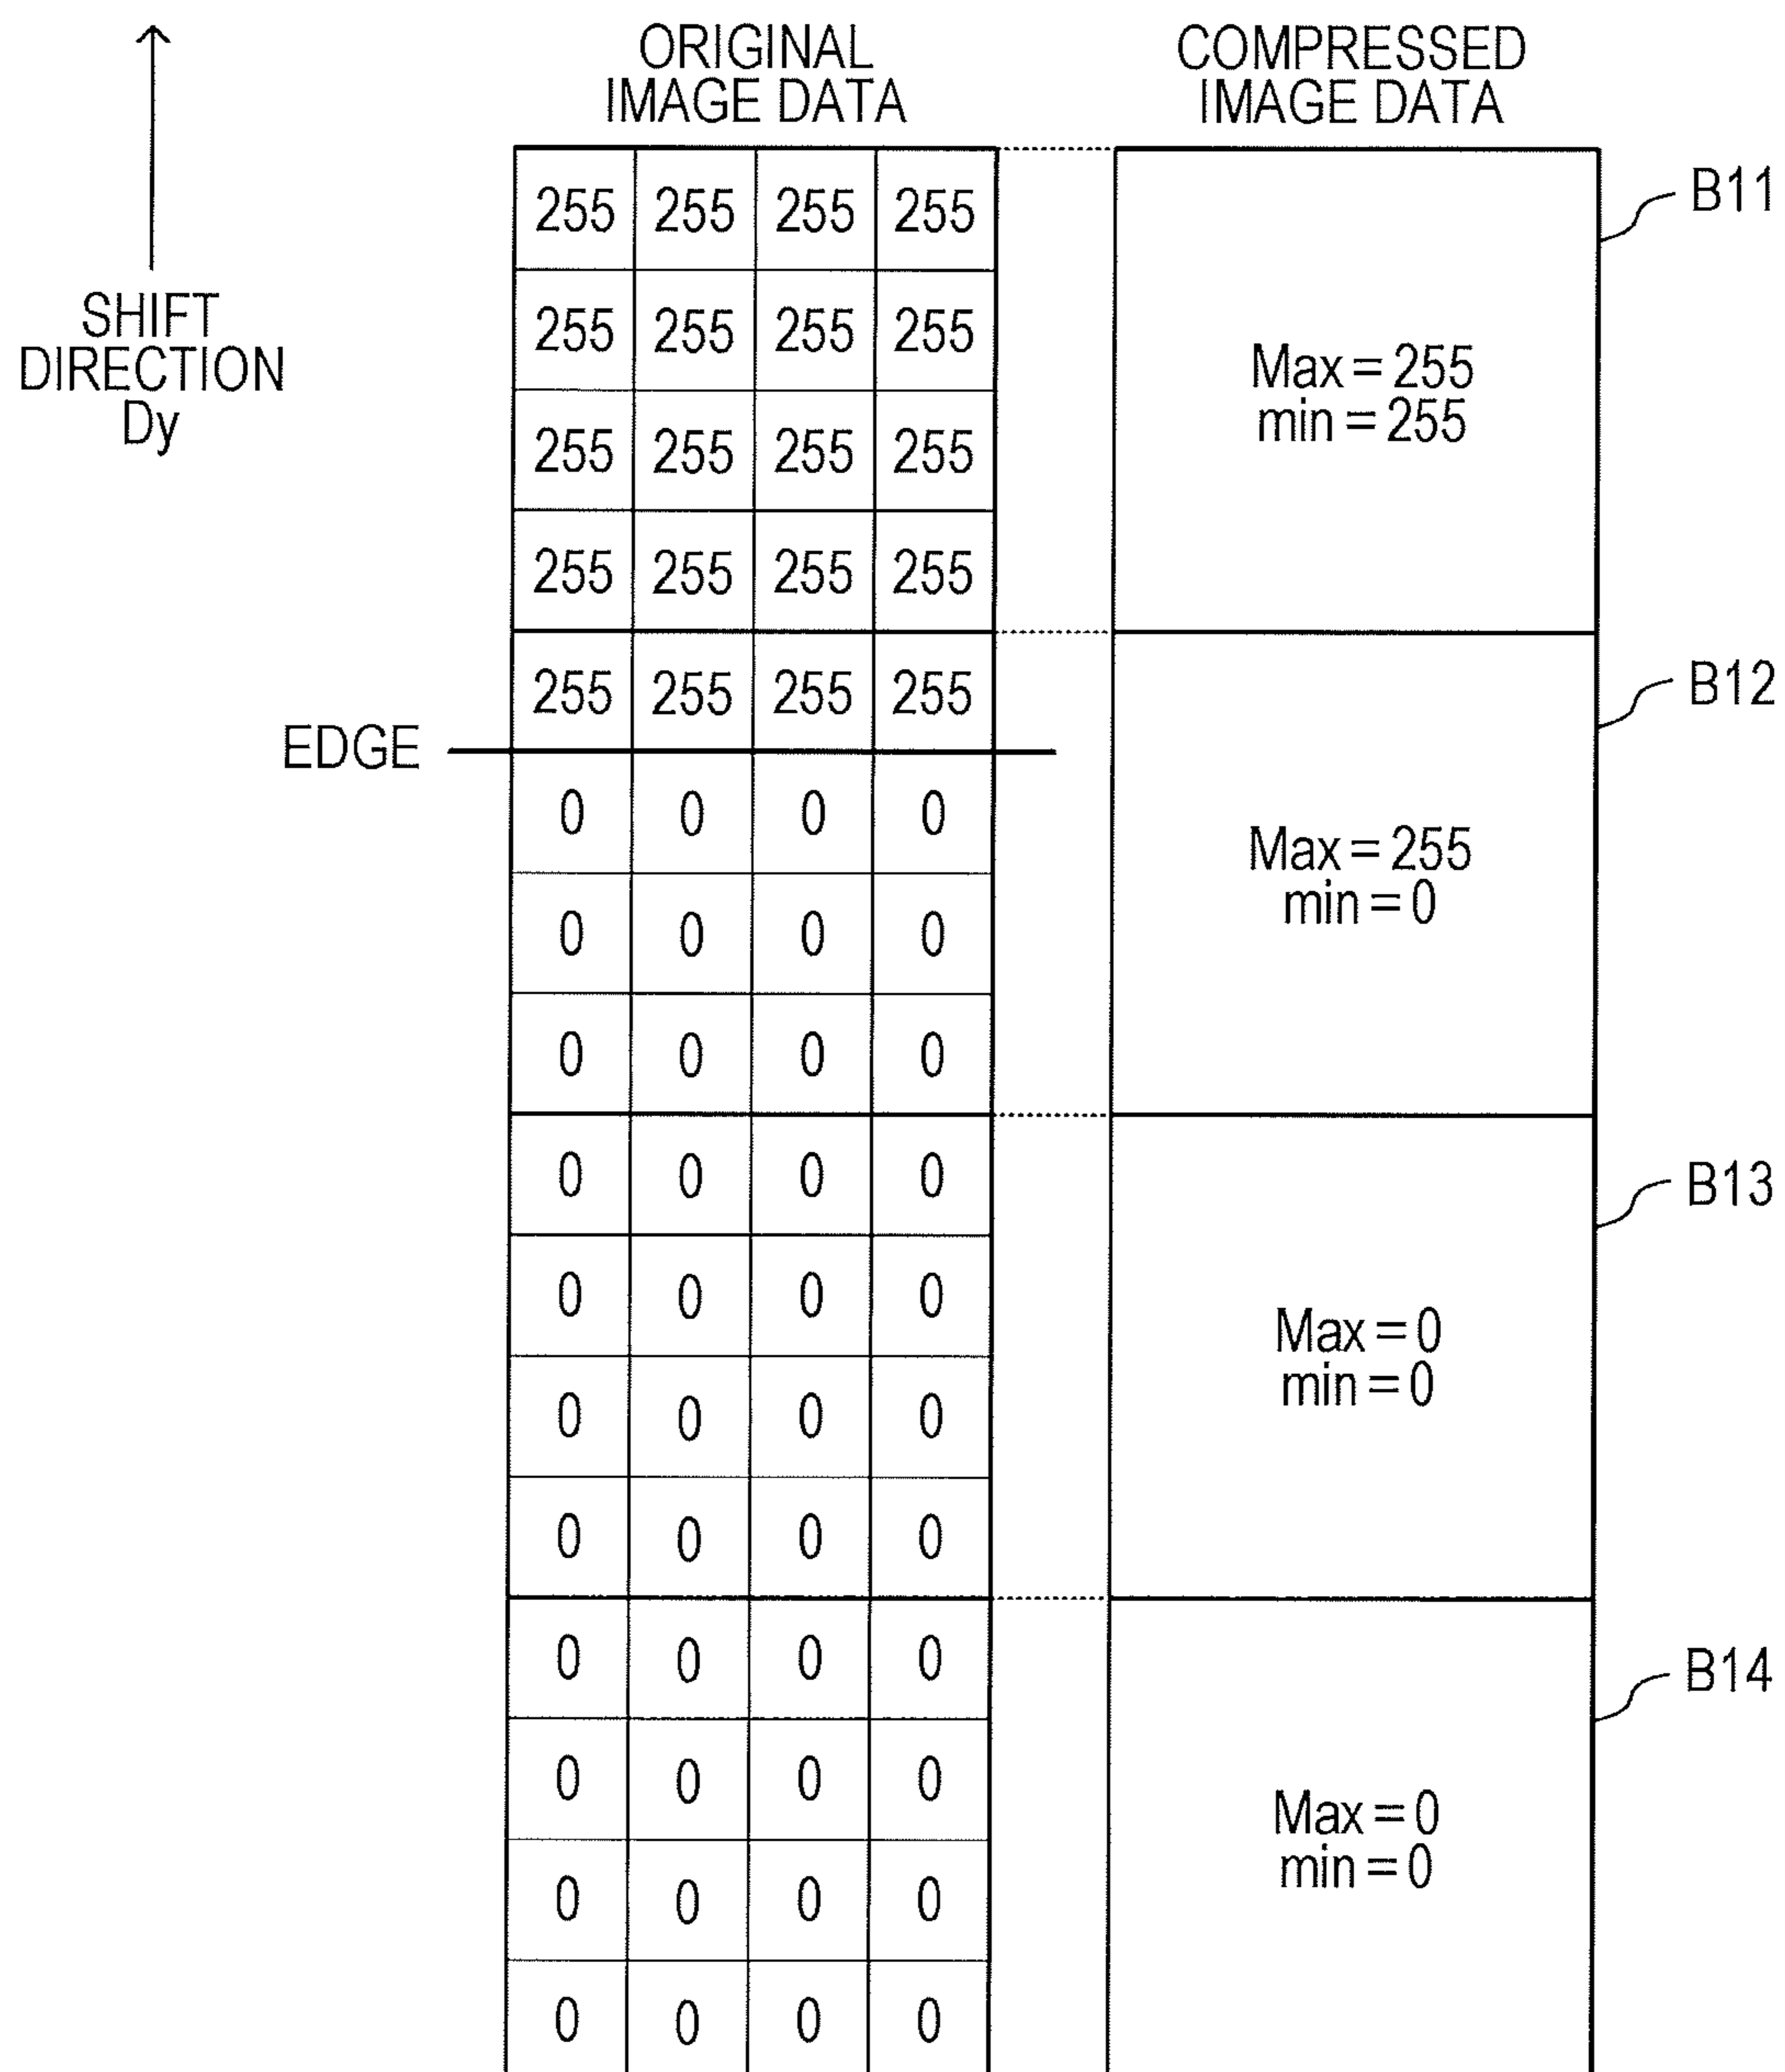 ORIGINAL
IMAGE DATA
COMPRESSED
IMAGE DATA
SHIFT
DIRECTION
Dy
255 255 255 255
255 255 255 255
255 255 255 255
255 255 255 255
Max = 255
min = 255
B11
255 255 255 255
EDGE
0 0 0 0
0 0 0 0
0 0 0 0
Max = 255
min = 0
B12
0 0 0 0
0 0 0 0
0 0 0 0
0 0 0 0
Max = 0
min = 0
B13
0 0 0 0
0 0 0 0
0 0 0 0
0 0 0 0
Max = 0
min = 0
B14